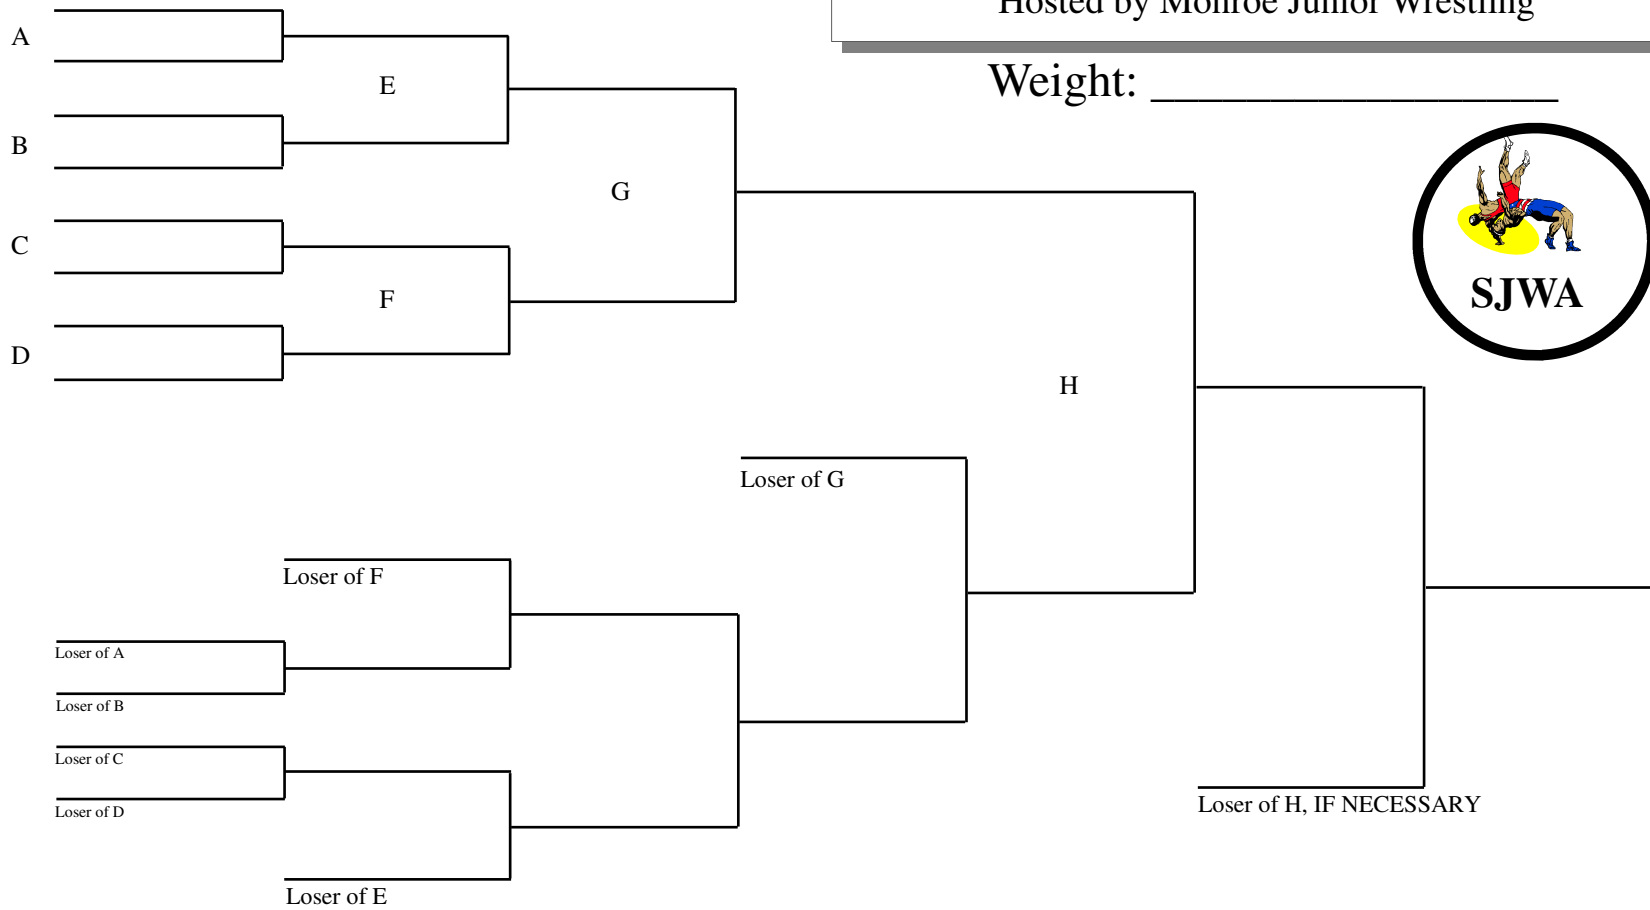 Hosted by Monroe Junior Wrestling
Weight: _________________
A
E
B
G
C
F
D
SJWA
H
Loser of G
Loser of F
Loser of A
Loser of B
Loser of C
Loser of D
Loser of H, IF NECESSARY
Loser of E